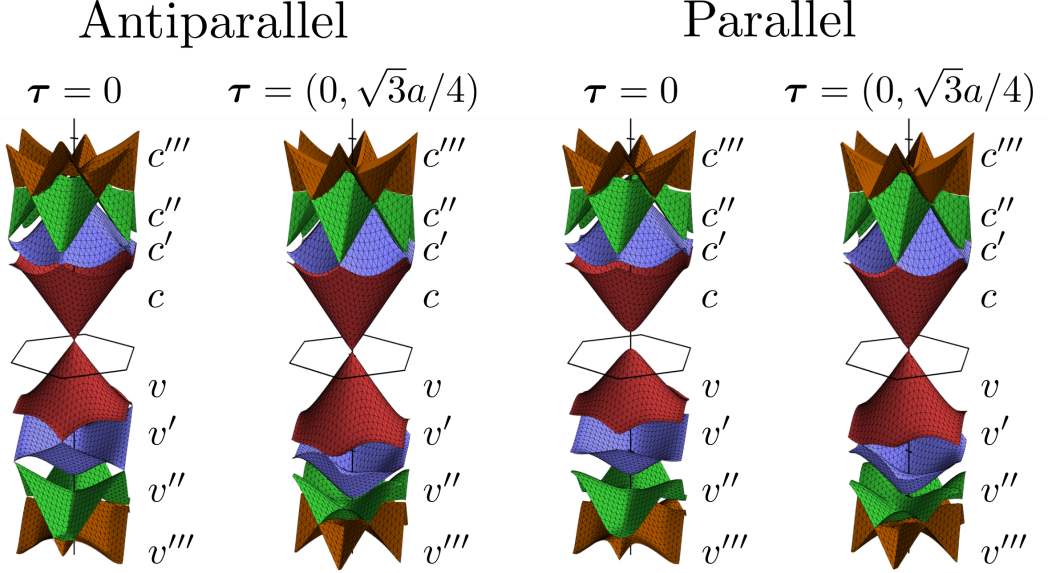 Antiparallel Parallel
τ = 0 τ = (0, √3a/4) τ = 0 τ = (0, √3a/4)
c′′′ c′′′ c′′′ c′′′
c′′ c′′ c′′ c′′
c′ c′ c′ c′
c c c c
v v v v
v′ v′ v′ v′
v′′ v′′ v′′ v′′
v′′′ v′′′ v′′′ v′′′